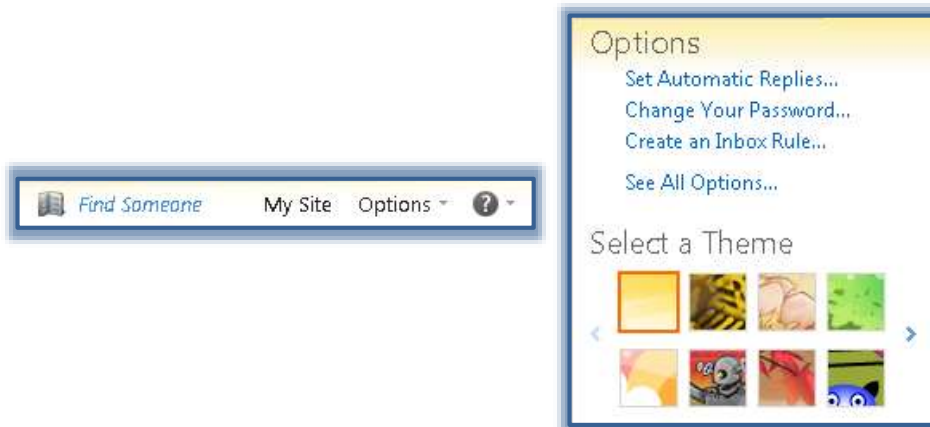 Find Someone My Site Options ?
Options
Set Automatic Replies...
Change Your Password...
Create an Inbox Rule...
See All Options...
Select a Theme